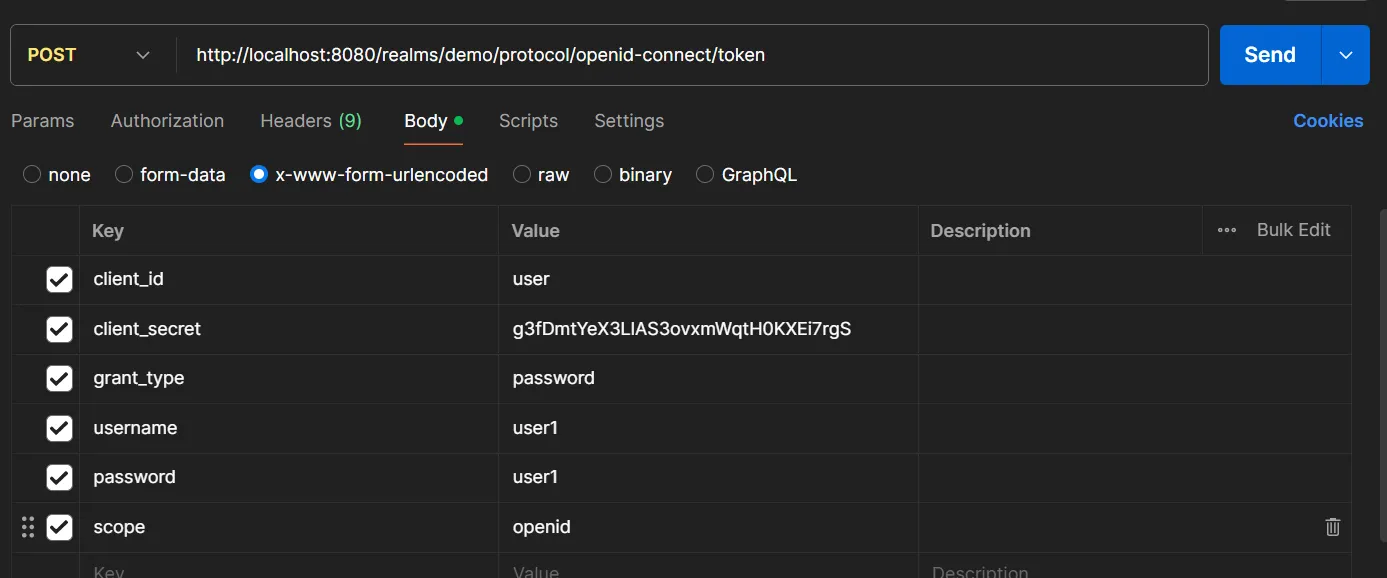 POST http://localhost:8080/realms/demo/protocol/openid-connect/token Send
Params Authorization Headers (9) Body Scripts Settings Cookies
none form-data x-www-form-urlencoded raw binary GraphQL
Key Value Description ••• Bulk Edit
client_id user
client_secret g3fDmtYeX3LIAS3ovxmWqtH0KXEi7rgS
grant_type password
username user1
password user1
scope openid
Key Value Description